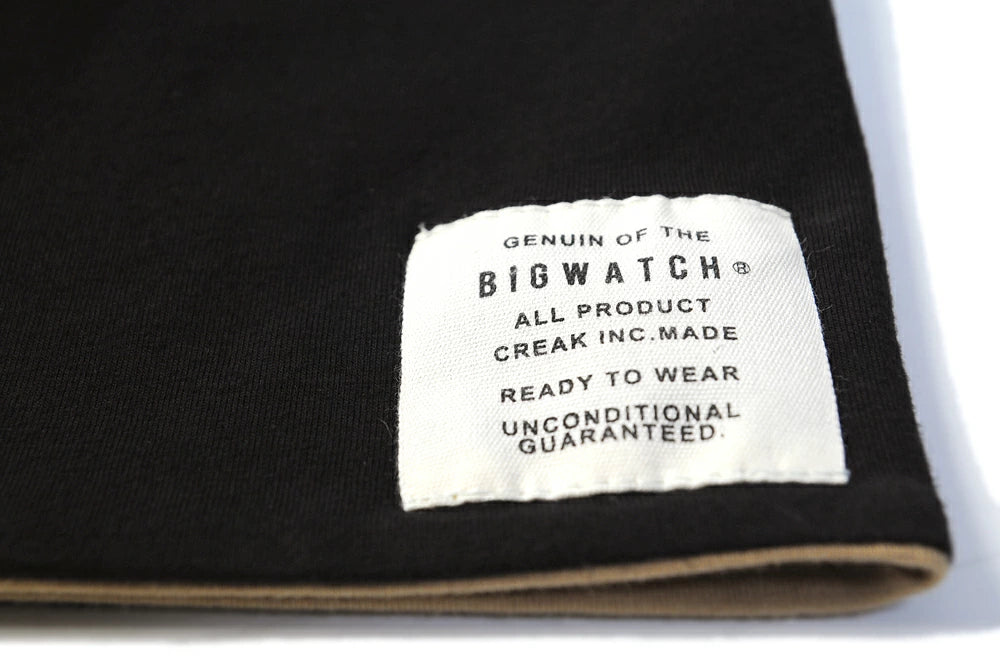 GENUIN OF THE
BIGWATCH®
ALL PRODUCT
CREAK INC.MADE
READY TO WEAR
UNCONDITIONAL
GUARANTEED.